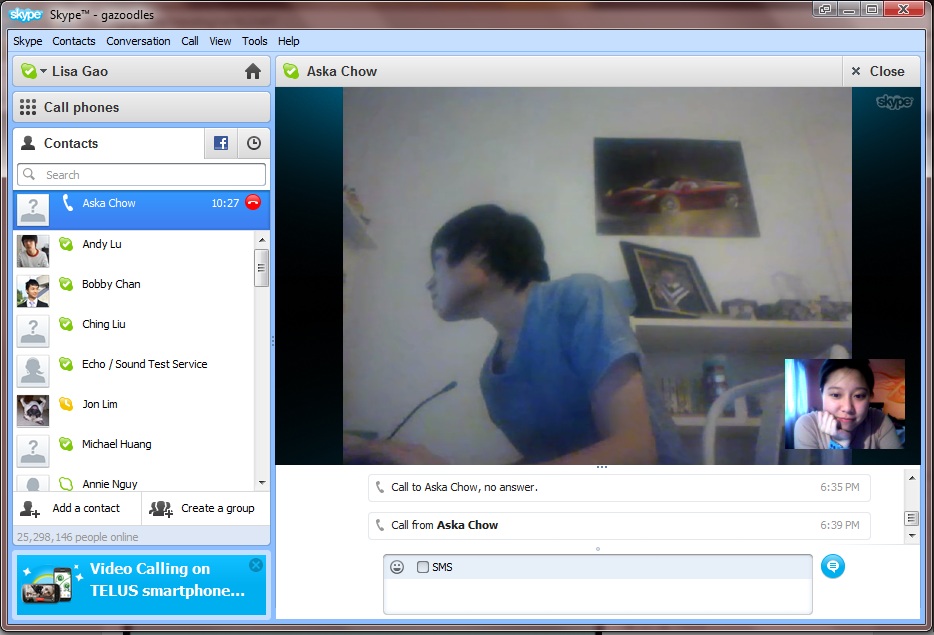 Skype™ - gazoodles
Skype Contacts Conversation Call View Tools Help
Lisa Gao
Call phones
Contacts
Search
Aska Chow 10:27
Andy Lu
Bobby Chan
Ching Liu
Echo / Sound Test Service
Jon Lim
Michael Huang
Annie Nguy
Add a contact Create a group
25,298,146 people online
Video Calling on
TELUS smartphone...
Aska Chow
Close
skype
Call to Aska Chow, no answer. 6:35 PM
Call from Aska Chow 6:39 PM
SMS